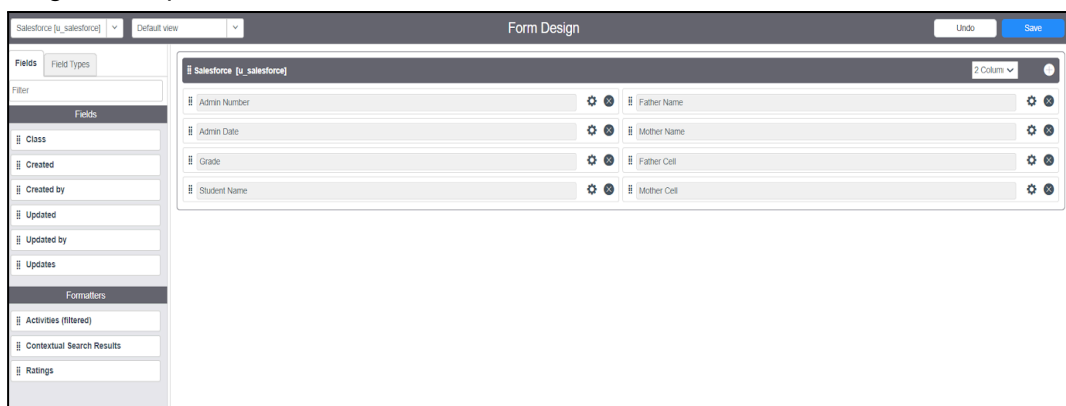 Salesforce [u_salesforce] Default view Form Design Undo Save
Fields Field Types
Filter
Fields
Class
Created
Created by
Updated
Updated by
Updates
Formatters
Activities (filtered)
Contextual Search Results
Ratings
Salesforce [u_salesforce] 2 Colum
Admin Number Father Name
Admin Date Mother Name
Grade Father Cell
Student Name Mother Cell